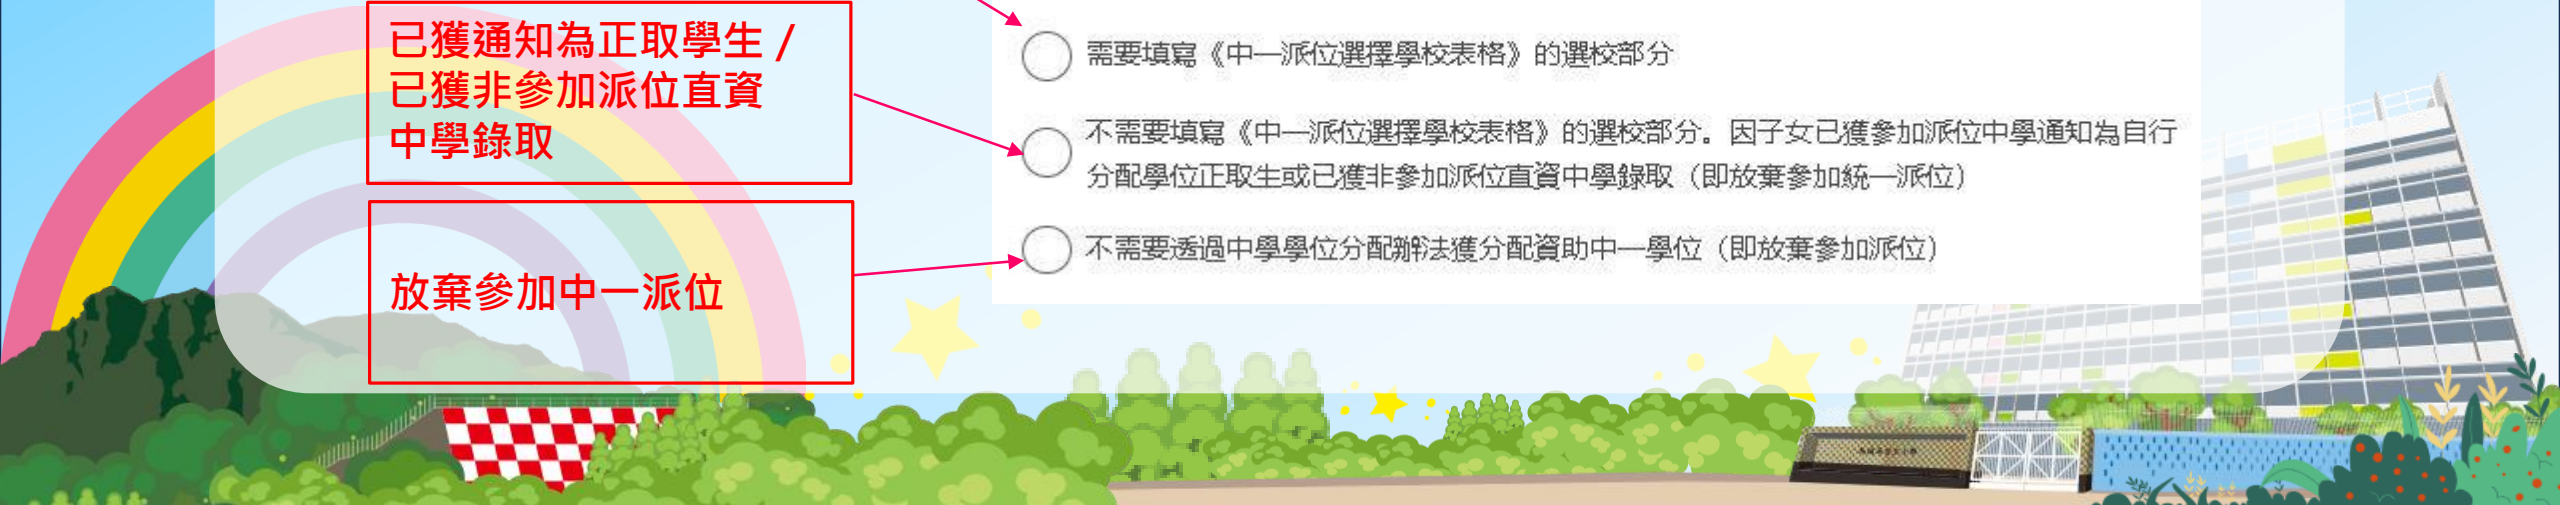 已獲通知為正取學生 /
已獲非參加派位直資
中學錄取
放棄參加中一派位
需要填寫《中一派位選擇學校表格》的選校部分
不需要填寫《中一派位選擇學校表格》的選校部分。因子女已獲參加派位中學通知為自行
分配學位正取生或已獲非參加派位直資中學錄取（即放棄參加統一派位）
不需要透過中學學位分配辦法獲分配資助中一學位（即放棄參加派位）